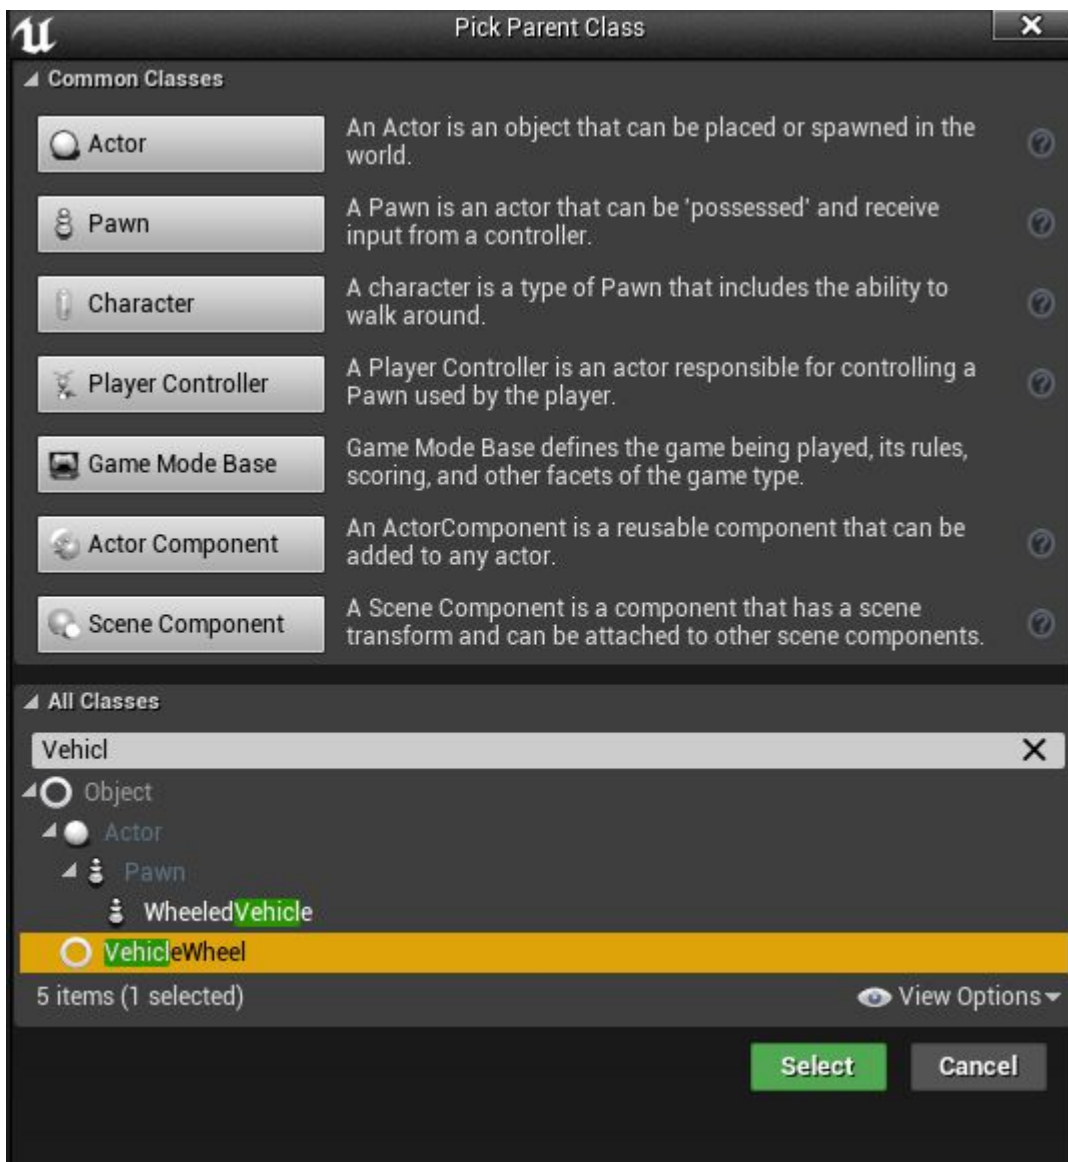 Pick Parent Class
Common Classes
Actor
An Actor is an object that can be placed or spawned in the
world.
Pawn
A Pawn is an actor that can be 'possessed' and receive
input from a controller.
Character
A character is a type of Pawn that includes the ability to
walk around.
Player Controller
A Player Controller is an actor responsible for controlling a
Pawn used by the player.
Game Mode Base
Game Mode Base defines the game being played, its rules,
scoring, and other facets of the game type.
Actor Component
An ActorComponent is a reusable component that can be
added to any actor.
Scene Component
A Scene Component is a component that has a scene
transform and can be attached to other scene components.
All Classes
Vehicl
Object
Actor
Pawn
WheeledVehicle
VehicleWheel
5 items (1 selected)
View Options
Select
Cancel